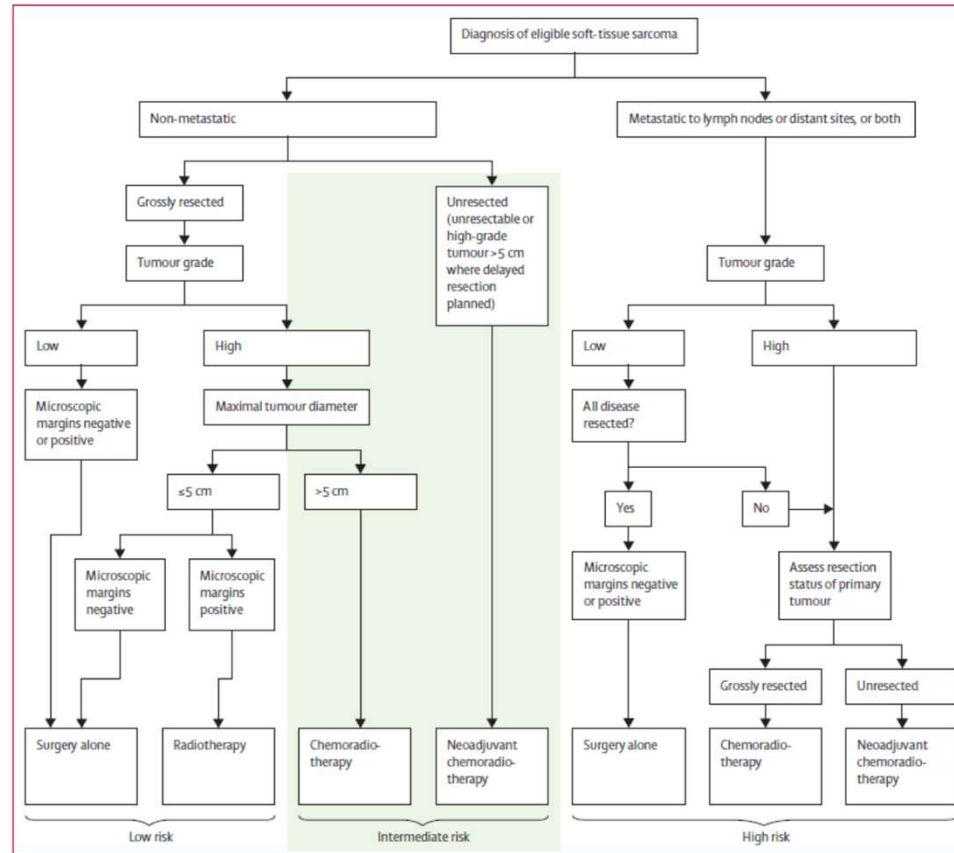 Diagnosis of eligible soft-tissue sarcoma
Non-metastatic
Metastatic to lymph nodes or distant sites, or both
Grossly resected
Unresected
(unresectable or
high-grade
tumour >5 cm
where delayed
resection
planned)
Tumour grade
Tumour grade
Low
High
Low
High
Microscopic
margins negative
or positive
Maximal tumour diameter
All disease
resected?
≤5 cm
>5 cm
Yes
No
Microscopic
margins
negative
Microscopic
margins
positive
Microscopic
margins negative
or positive
Assess resection
status of primary
tumour
Grossly resected
Unresected
Surgery alone
Radiotherapy
Chemoradio-
therapy
Neoadjuvant
chemoradio-
therapy
Surgery alone
Chemoradio-
therapy
Neoadjuvant
chemoradio-
therapy
Low risk
Intermediate risk
High risk